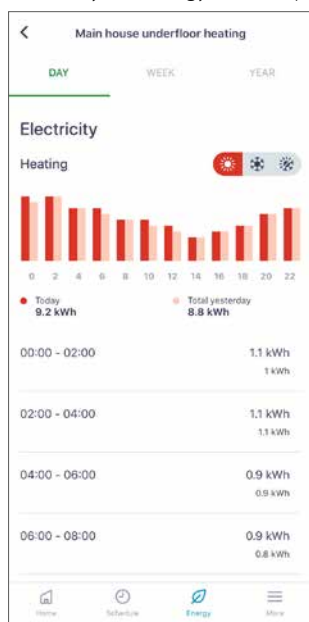 Main house underfloor heating
DAY WEEK YEAR
Electricity
Heating
0 2 4 6 8 10 12 14 16 18 20 22
Today Total yesterday
9.2 kWh 8.8 kWh
00:00 - 02:00 1.1 kWh
1 kWh
02:00 - 04:00 1.1 kWh
1.1 kWh
04:00 - 06:00 0.9 kWh
0.9 kWh
06:00 - 08:00 0.9 kWh
0.8 kWh
Home Schedule Energy More